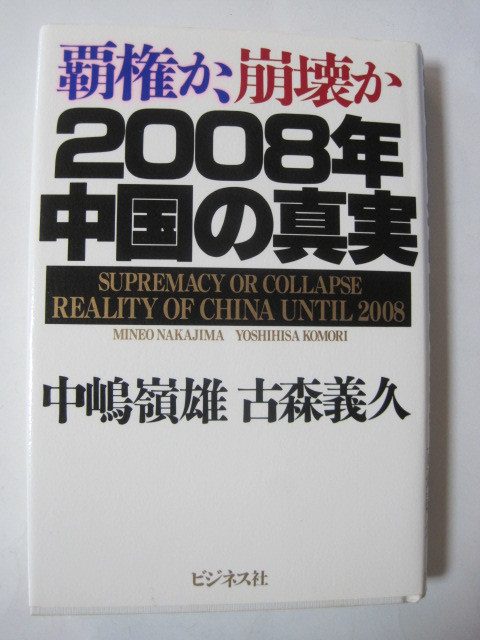 覇権か、崩壊か
2008年
中国の真実
SUPREMACY OR COLLAPSE
REALITY OF CHINA UNTIL 2008
MINEO NAKAJIMA YOSHIHISA KOMORI
中嶋嶺雄 古森義久
ビジネス社